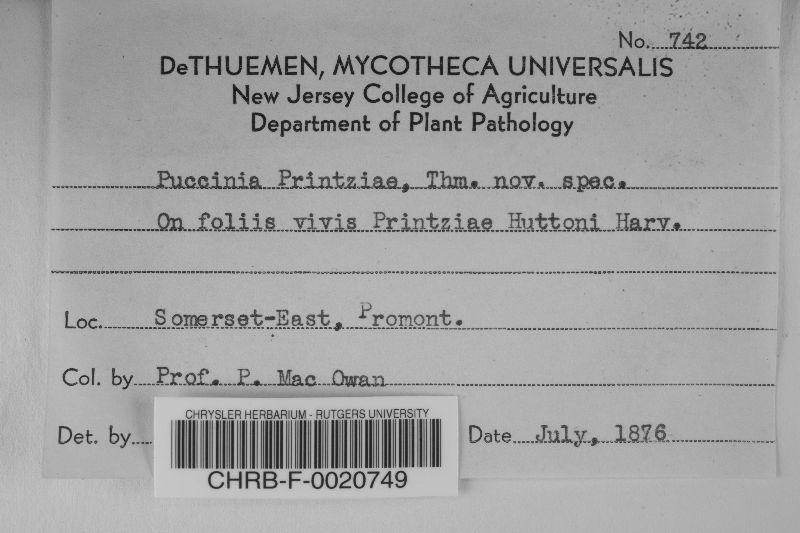 No. 742
DeTHUEMEN, MYCOTHECA UNIVERSALIS
New Jersey College of Agriculture
Department of Plant Pathology
Puccinia Printziae, Thm. nov. spec.
On foliis vivis Printziae Huttoni Harv.
Loc. Somerset-East, Promont.
Col. by Prof. P. Mac Owan
Det. by Date July, 1876
CHRYSLER HERBARIUM - RUTGERS UNIVERSITY
CHRB-F-0020749